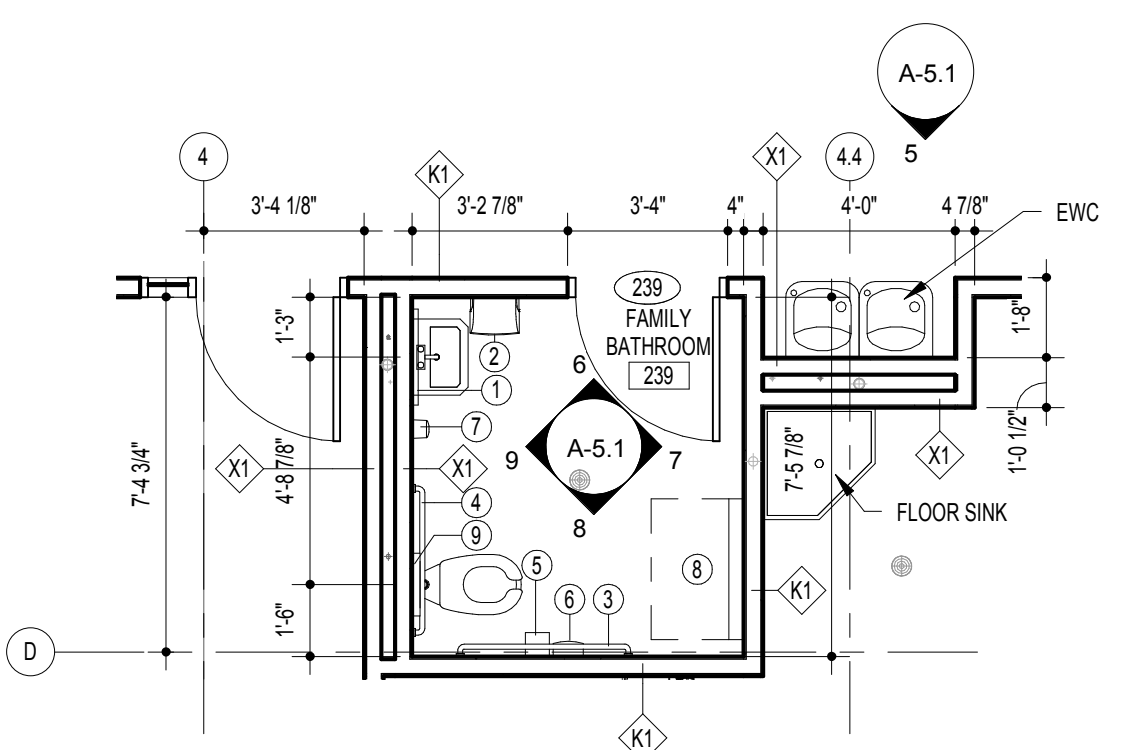 A-5.1
5
4
K1
X1
4.4
3'-4 1/8"
3'-2 7/8"
3'-4"
4"
4'-0"
4 7/8"
EWC
239
FAMILY
BATHROOM
239
1'-3"
2
1
6
1'-8"
7
9
A-5.1
7
8
X1
X1
7'-4 3/4"
4'-8 7/8"
4
9
7'-5 7/8"
X1
1'-0 1/2"
FLOOR SINK
5
6
3
8
K1
1'-6"
D
K1